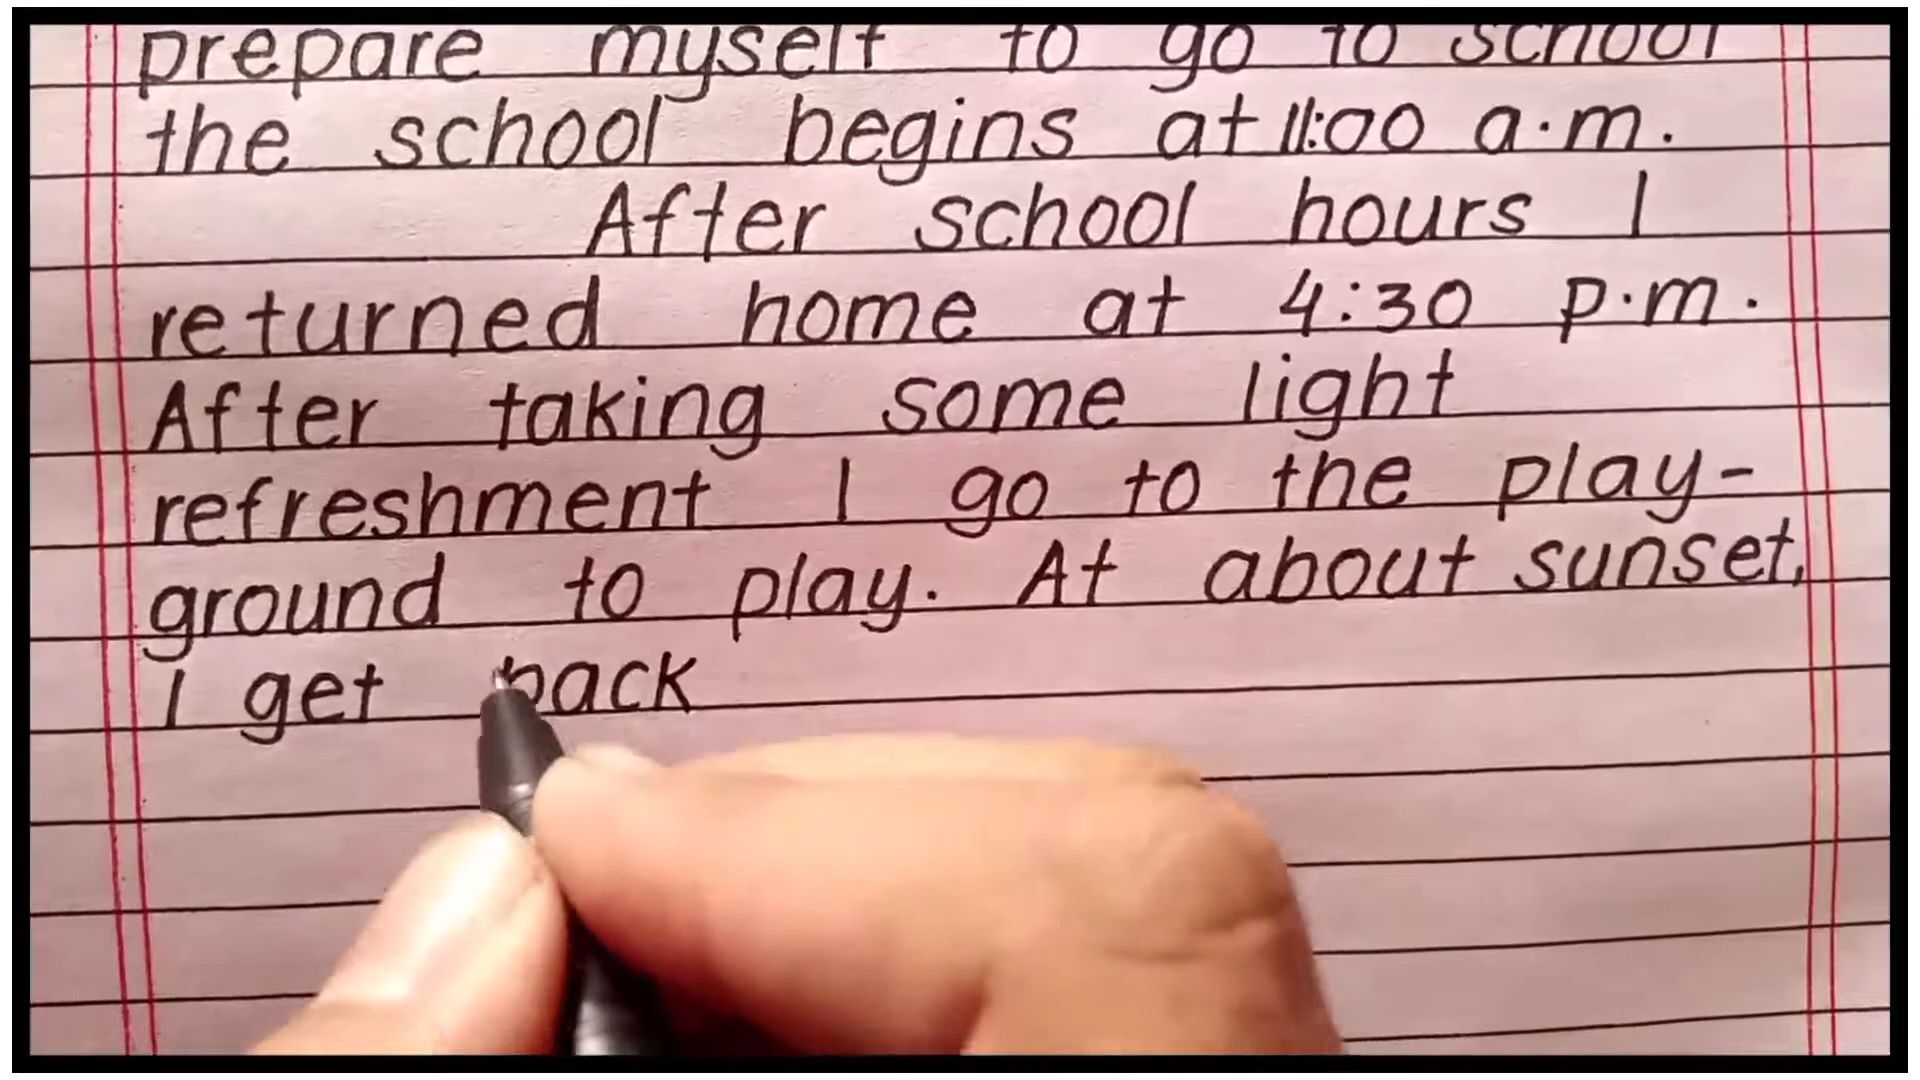 prepare myself to go to school
the school begins at 11:00 a.m.
After school hours I
returned home at 4:30 p.m.
After taking some light
refreshment I go to the play-
ground to play. At about sunset,
I get back